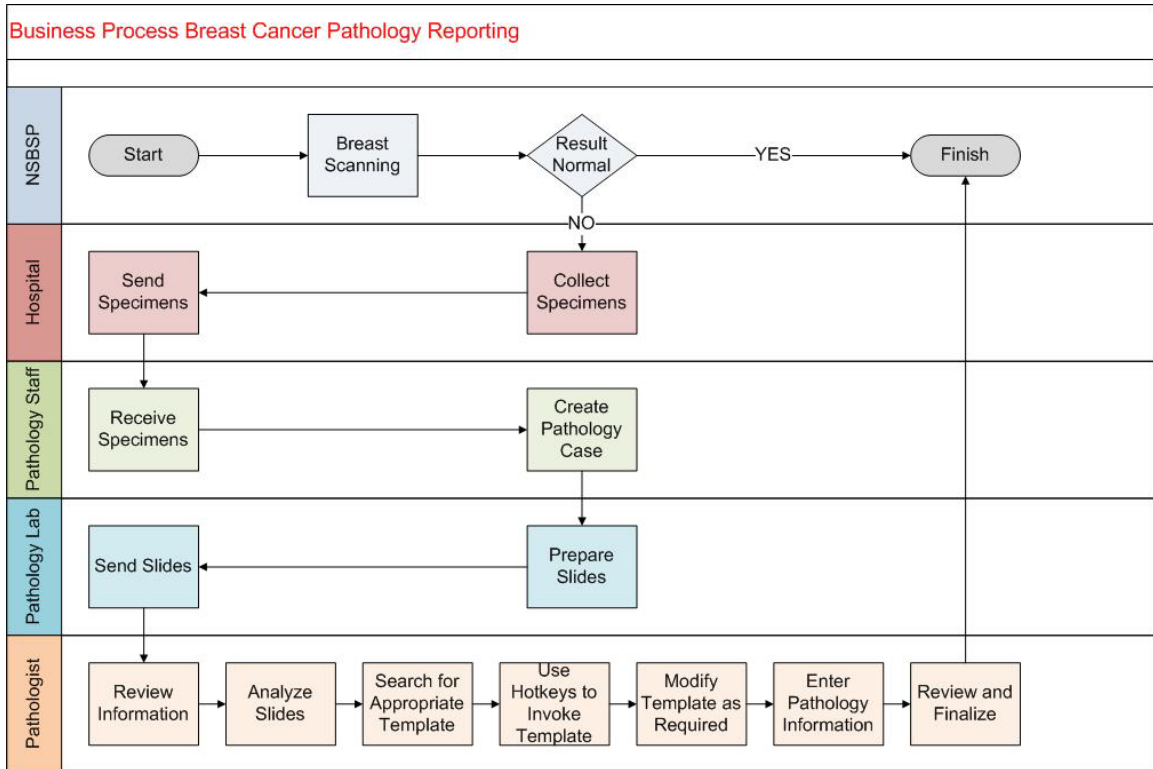 Business Process Breast Cancer Pathology Reporting
NSBSP
Start
Breast
Scanning
Result
Normal
YES
Finish
NO
Hospital
Send
Specimens
Collect
Specimens
Pathology Staff
Receive
Specimens
Create
Pathology
Case
Pathology Lab
Send Slides
Prepare
Slides
Pathologist
Review
Information
Analyze
Slides
Search for
Appropriate
Template
Use
Hotkeys to
Invoke
Template
Modify
Template as
Required
Enter
Pathology
Information
Review and
Finalize